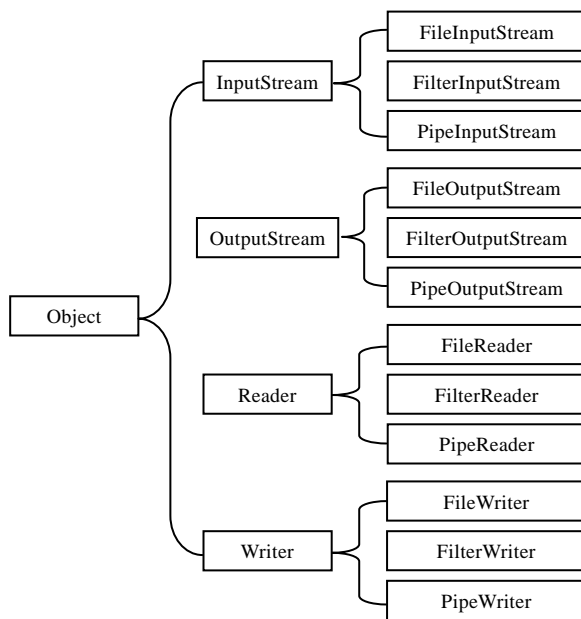 FileInputStream
InputStream
FilterInputStream
PipeInputStream
FileOutputStream
OutputStream
FilterOutputStream
PipeOutputStream
Object
FileReader
Reader
FilterReader
PipeReader
FileWriter
Writer
FilterWriter
PipeWriter